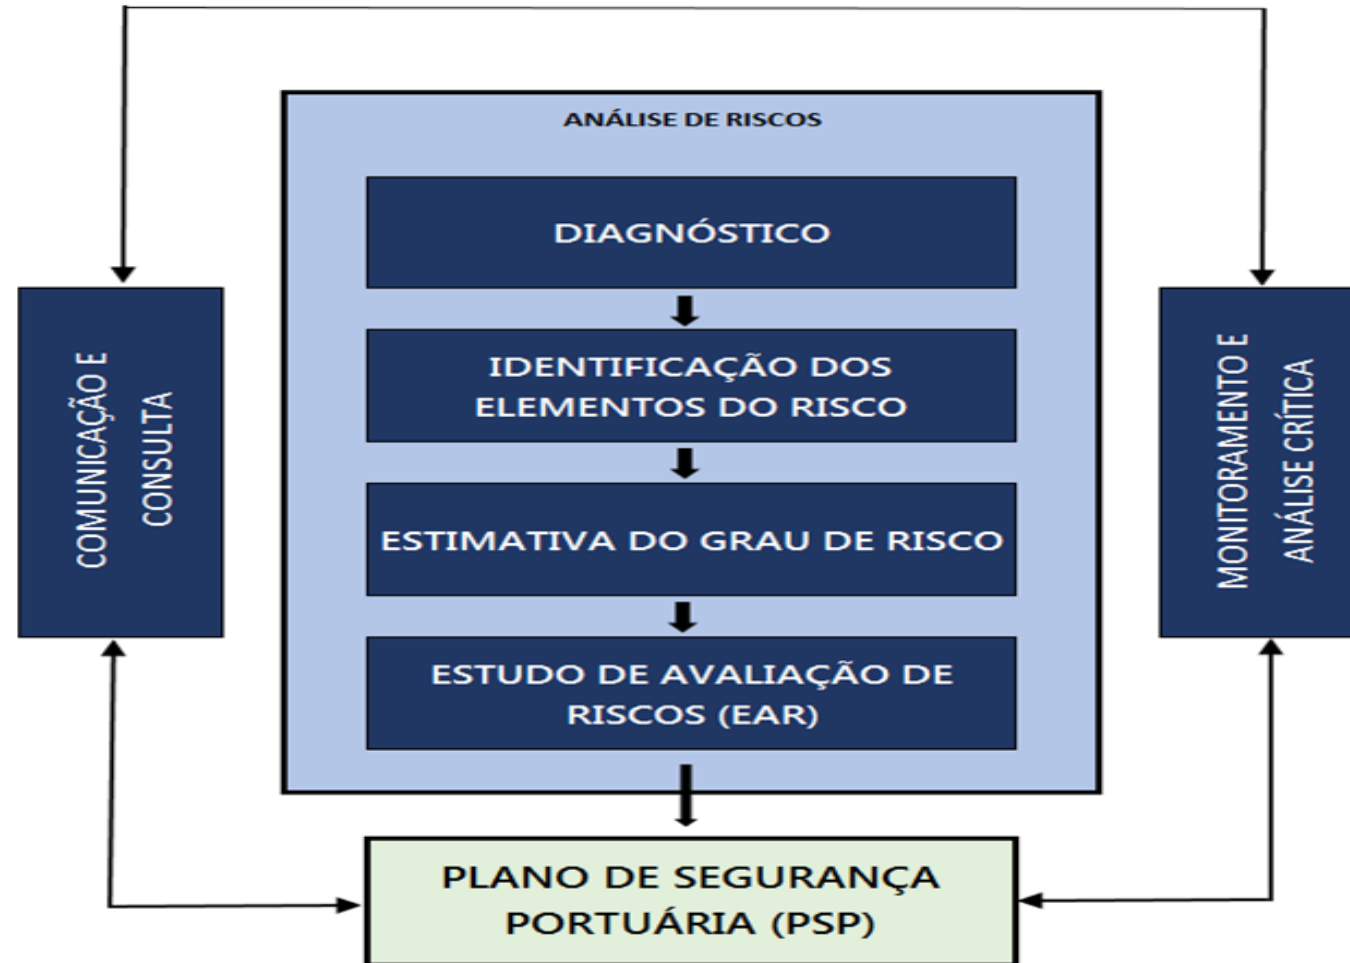 ANÁLISE DE RISCOS
DIAGNÓSTICO
IDENTIFICAÇÃO DOS
ELEMENTOS DO RISCO
ESTIMATIVA DO GRAU DE RISCO
ESTUDO DE AVALIAÇÃO DE
RISCOS (EAR)
PLANO DE SEGURANÇA
PORTUÁRIA (PSP)
COMUNICAÇÃO E
CONSULTA
MONITORAMENTO E
ANÁLISE CRÍTICA